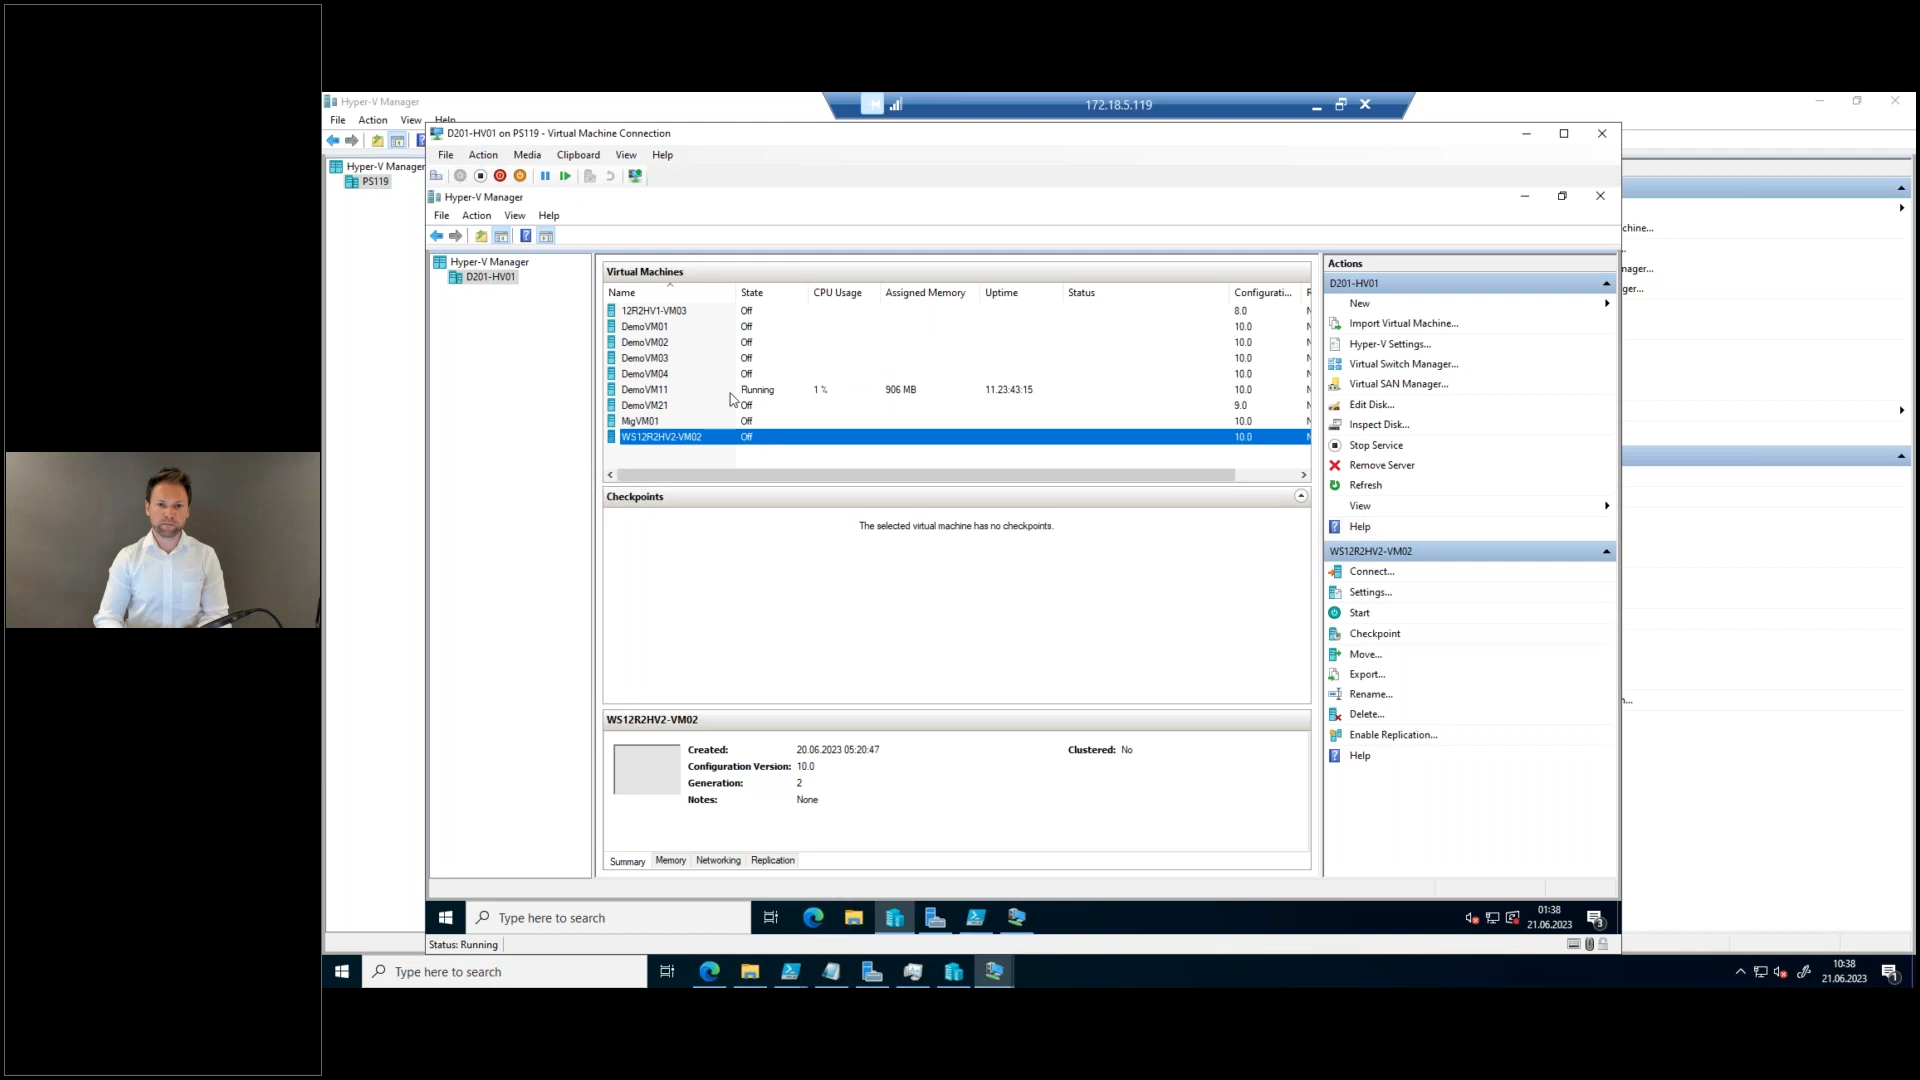 Hyper-V Manager
172.18.5.119
File Action View Help
Hyper-V Manager
PS119
D201-HV01 on PS119 - Virtual Machine Connection
File Action Media Clipboard View Help
Hyper-V Manager
File Action View Help
Hyper-V Manager
D201-HV01
Virtual Machines
Name State CPU Usage Assigned Memory Uptime Status Configurati...
12R2HV1-VM03 Off 8.0
DemoVM01 Off 10.0
DemoVM02 Off 10.0
DemoVM03 Off 10.0
DemoVM04 Off 10.0
DemoVM11 Running 1 % 906 MB 11.23:43:15 10.0
DemoVM21 Off 9.0
MigVM01 Off 10.0
WS12R2HV2-VM02 Off 10.0
Checkpoints
The selected virtual machine has no checkpoints.
WS12R2HV2-VM02
Created: 20.06.2023 05:20:47 Clustered: No
Configuration Version: 10.0
Generation: 2
Notes: None
Summary Memory Networking Replication
Actions
D201-HV01
New
Import Virtual Machine...
Hyper-V Settings...
Virtual Switch Manager...
Virtual SAN Manager...
Edit Disk...
Inspect Disk...
Stop Service
Remove Server
Refresh
View
Help
WS12R2HV2-VM02
Connect...
Settings...
Start
Checkpoint
Move...
Export...
Rename...
Delete...
Enable Replication...
Help
chine...
nager...
ger...
Type here to search
01:38
21.06.2023
3
Status: Running
Type here to search
10:38
21.06.2023
1